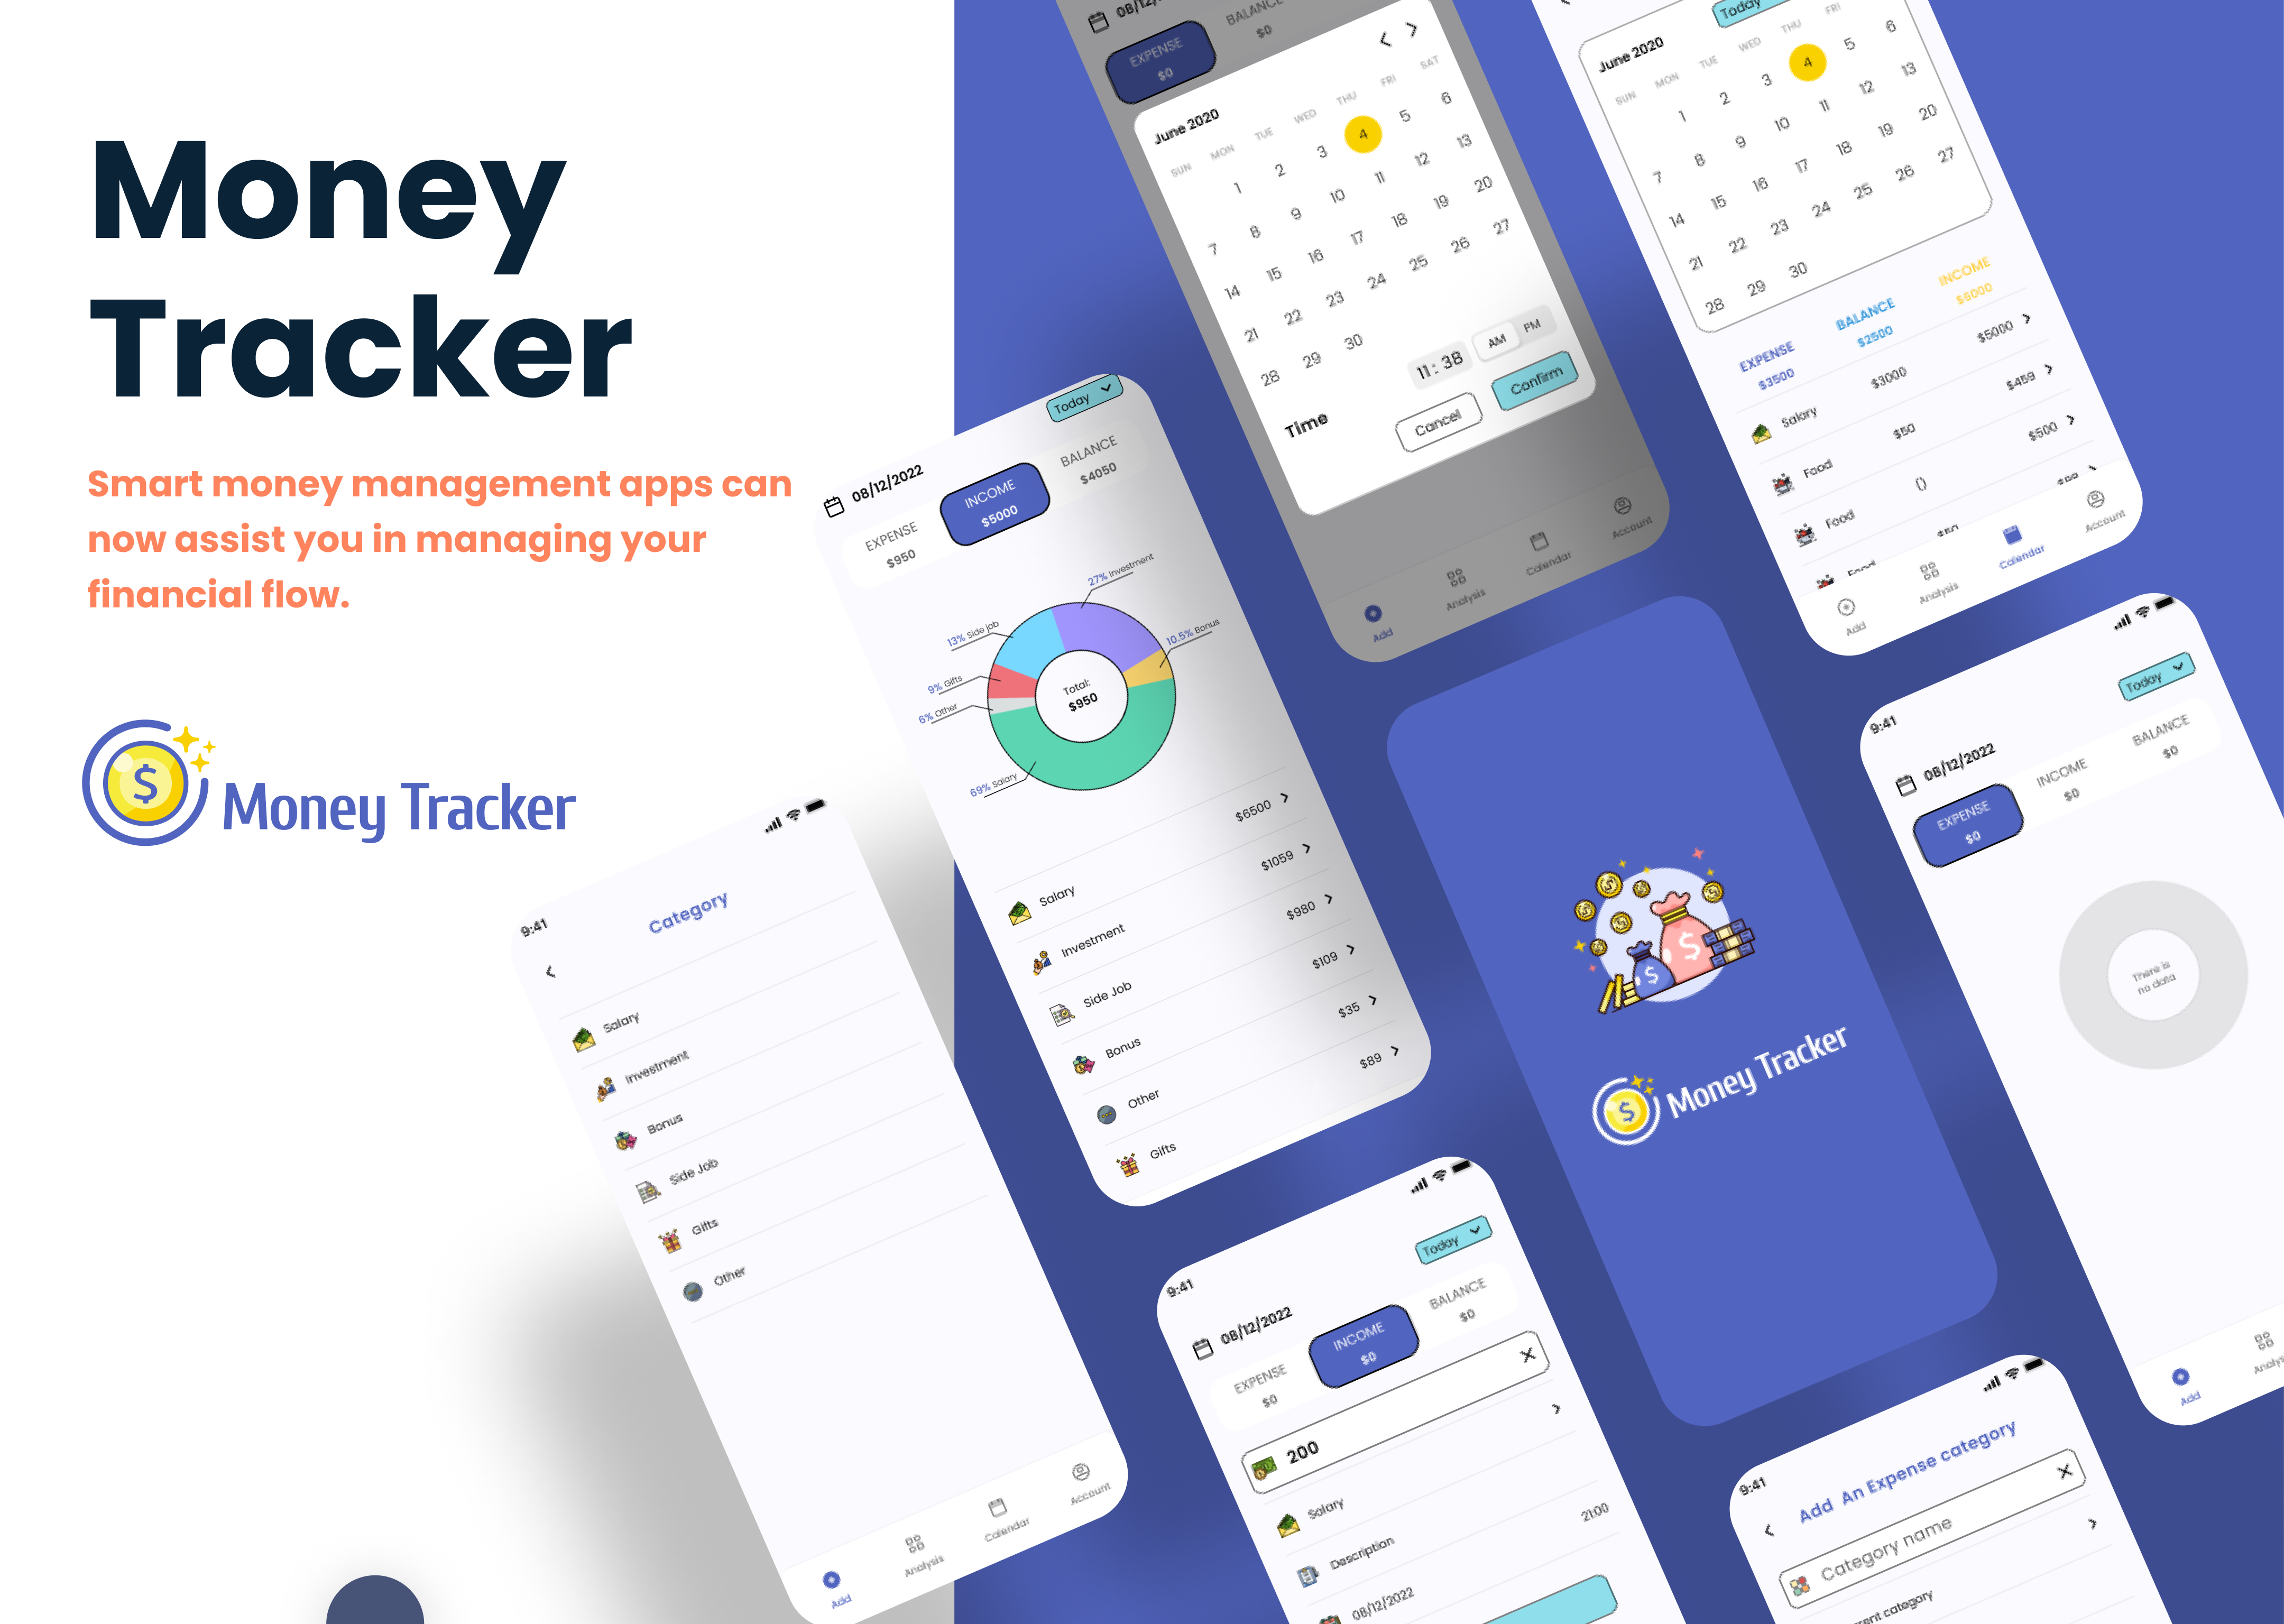 Money
Tracker
Smart money management apps can
now assist you in managing your
financial flow.
$
Money Tracker
9:41
Category
Salary
Investment
Bonus
Side Job
Gifts
Other
Add
Analysis
Calendar
Account
Today
08/12/2022
EXPENSE
$950
INCOME
$5000
BALANCE
$4050
27% Investment
13% Side job
10.5% Bonus
9% Gifts
6% Other
69% Salary
Total:
$950
Salary $6500
Investment $1059
Side Job $980
Bonus $109
Other $35
Gifts $89
EXPENSE
$0
BALANCE
$0
June 2020
SUN MON TUE WED THU FRI SAT
1 2 3 4 5 6
7 8 9 10 11 12 13
14 15 16 17 18 19 20
21 22 23 24 25 26 27
28 29 30
Time 11:38 AM PM
Cancel Confirm
Add
Analysis
Calendar
Account
Today
June 2020
SUN MON TUE WED THU FRI
1 2 3 4 5 6
7 8 9 10 11 12 13
14 15 16 17 18 19 20
21 22 23 24 25 26 27
28 29 30
EXPENSE
$3500
BALANCE
$2500
INCOME
$6000
Salary $3000 $5000
Food $50 $459
Food () $500
Food $50
Add
Analysis
Calendar
Account
$ $
Money Tracker
9:41
Today
08/12/2022
EXPENSE
$0
INCOME
$0
BALANCE
$0
There is
no data
Add
9:41
Today
08/12/2022
EXPENSE
$0
INCOME
$0
BALANCE
$0
200
Salary
Description 21:00
08/12/2022
9:41
Add An Expense category
Category name
category